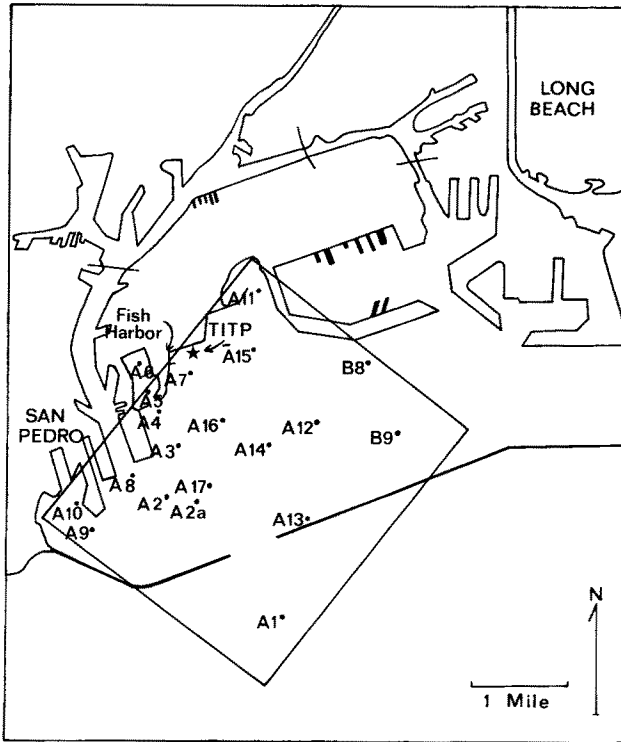 LONG
BEACH
A11
Fish
Harbor
TITP
A15
A6
A7
B8
A5
A4
SAN
PEDRO
A16
A12
A3
A14
B9
A8
A17
A2
A2a
A10
A9
A13
A1
N
1 Mile